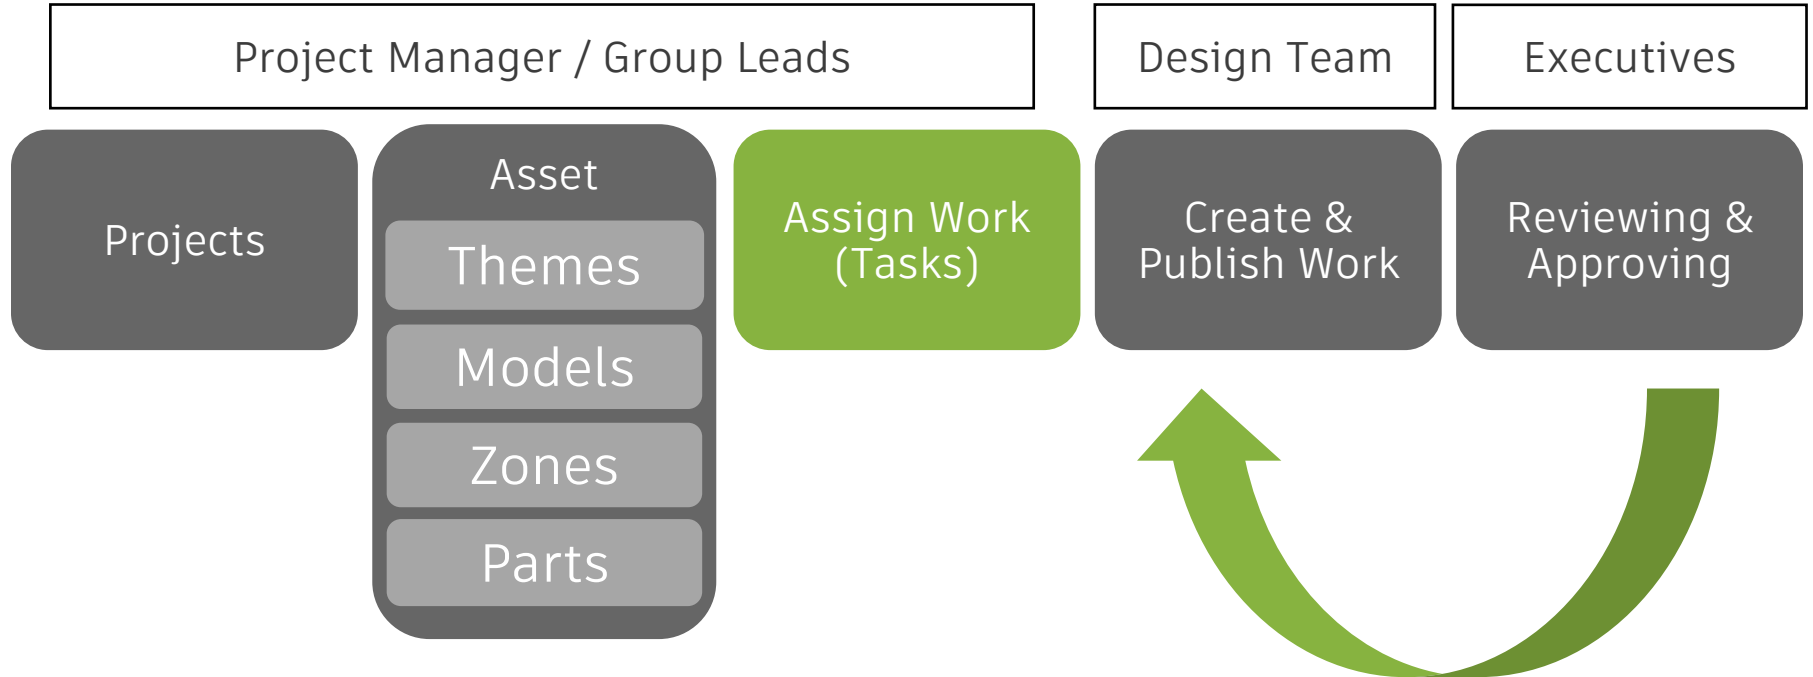 Project Manager / Group Leads
Design Team
Executives
Projects
Asset
Themes
Models
Zones
Parts
Assign Work
(Tasks)
Create &
Publish Work
Reviewing &
Approving